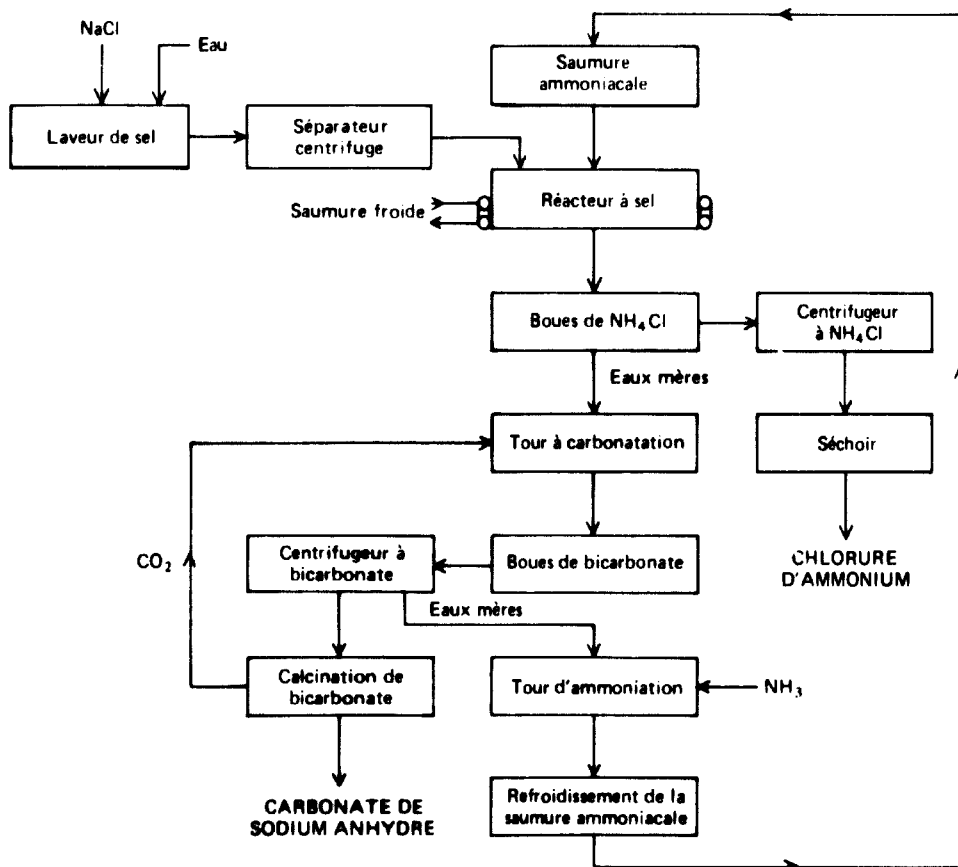 NaCl
Eau
Saumure
ammoniacale
Laveur de sel
Séparateur
centrifuge
Saumure froide
Réacteur à sel
Boues de NH₄Cl
Centrifugeur
à NH₄Cl
Eaux mères
Tour à carbonatation
Séchoir
CO₂
Centrifugeur à
bicarbonate
Boues de bicarbonate
CHLORURE
D'AMMONIUM
Eaux mères
Calcination de
bicarbonate
Tour d'ammoniation
NH₃
CARBONATE DE
SODIUM ANHYDRE
Refroidissement de la
saumure ammoniacale